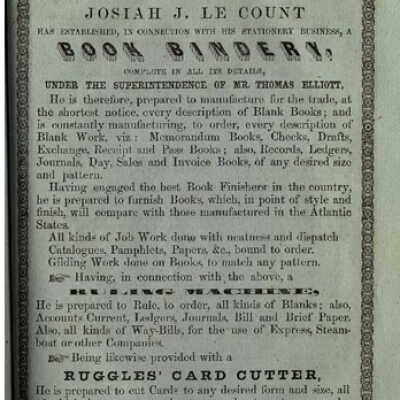 JOSIAH J. LE COUNT
HAS ESTABLISHED, IN CONNECTION WITH HIS STATIONERY BUSINESS, A
BOOK BINDERY,
COMPLETE IN ALL ITS DETAILS,
UNDER THE SUPERINTENDENCE OF MR. THOMAS ELLIOTT,
He is therefore, prepared to manufacture for the trade, at
the shortest notice, every description of Blank Books; and
is constantly manufacturing, to order, every description of
Blank Work, viz: Memorandum Books, Checks, Drafts,
Exchange, Receipt and Pass Books; also, Records, Ledgers,
Journals, Day, Sales and Invoice Books, of any desired size
and pattern.
Having engaged the best Book Finishers in the country,
he is prepared to furnish Books, which, in point of style and
finish, will compare with those manufactured in the Atlantic
States.
All kinds of Job Work done with neatness and dispatch
Catalogues, Pamphlets, Papers, &c., bound to order.
Gilding Work done on Books, to match any pattern.
☞ Having, in connection with the above, a
RULING MACHINE,
He is prepared to Rule, to order, all kinds of Blanks; also,
Accounts Current, Ledgers, Journals, Bill and Brief Paper.
Also, all kinds of Way-Bills, for the use of Express, Steam-
boat or other Companies.
☞ Being likewise provided with a
RUGGLES' CARD CUTTER,
He is prepared to cut Cards to any desired form and size, all